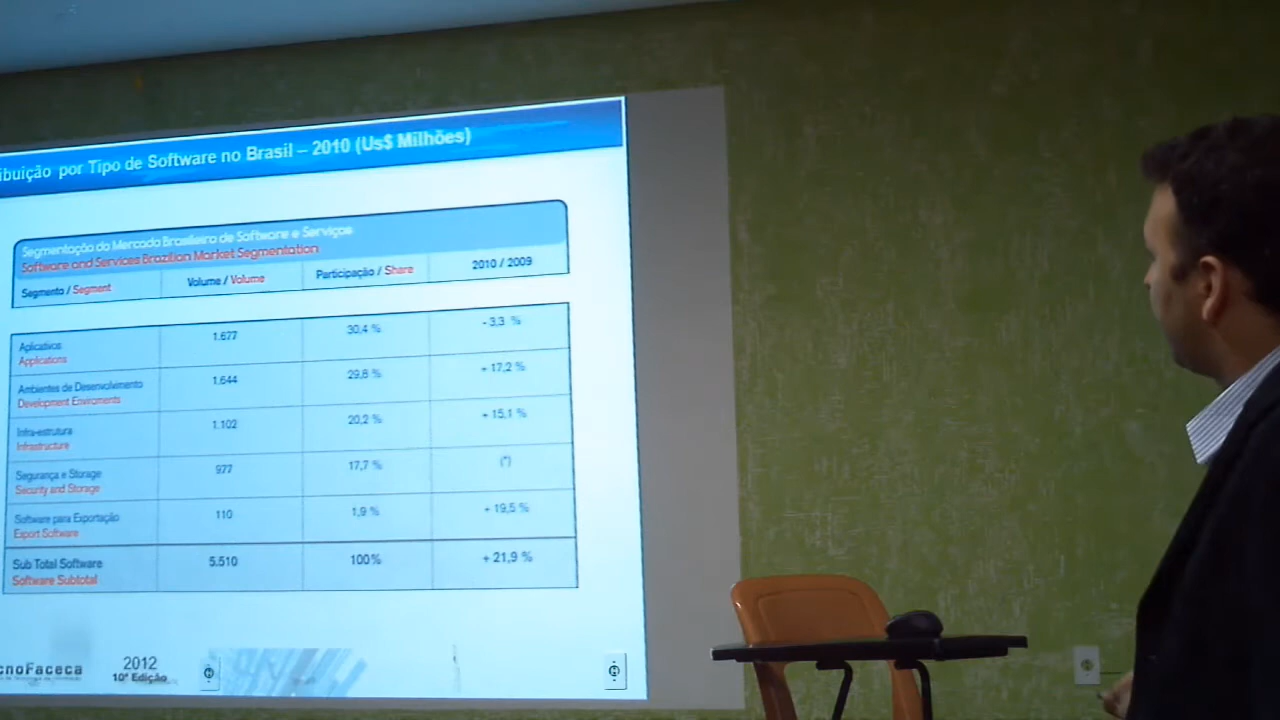 ibuição por Tipo de Software no Brasil – 2010 (Us$ Milhões)
Segmentação do Mercado Brasileiro de Software e Serviços
Software and Services Brazilian Market Segmentation
Segmento / Segment Volume / Volume Participação / Share 2010 / 2009
Aplicativos 1.677 30,4 % - 3,3 %
Applications
Ambientes de Desenvolvimento 1.644 29,8 % + 17,2 %
Development Enviroments
Infra-estrutura 1.102 20,2 % + 15,1 %
Infrastructure
Segurança e Storage 977 17,7 % (*)
Security and Storage
Software para Exportação 110 1,9 % + 19,5 %
Export Software
Sub Total Software 5.510 100% + 21,9 %
Software Subtotal
cnoFaceca 2012
10ª Edição